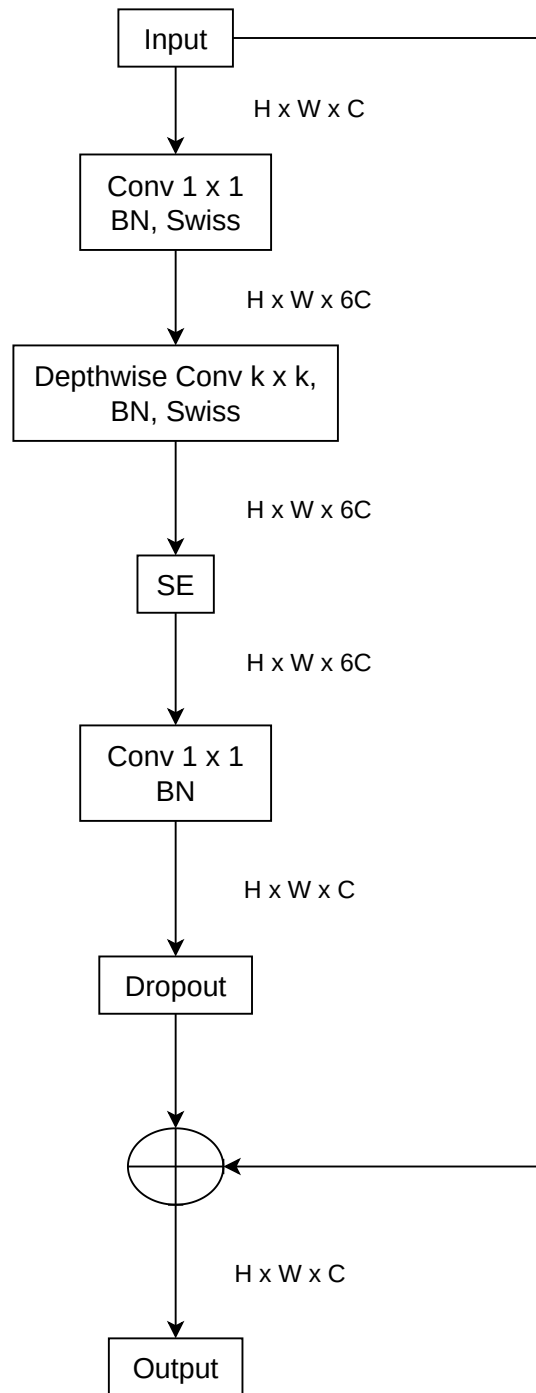 Input
H x W x C
Conv 1 x 1
BN, Swiss
H x W x 6C
Depthwise Conv k x k,
BN, Swiss
H x W x 6C
SE
H x W x 6C
Conv 1 x 1
BN
H x W x C
Dropout
H x W x C
Output